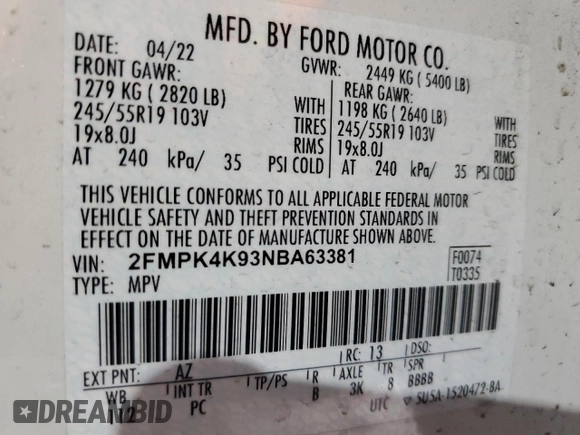 MFD. BY FORD MOTOR CO.
DATE: 04/22
GVWR: 2449 KG ( 5400 LB)
FRONT GAWR:
1279 KG ( 2820 LB)
245/55R19 103V
19x8.0J
AT 240 kPa/ 35 PSI COLD
WITH
TIRES
RIMS
REAR GAWR:
1198 KG ( 2640 LB)
245/55R19 103V
19x8.0J
AT 240 kPa/ 35 PSI COLD
WITH
TIRES
RIMS
THIS VEHICLE CONFORMS TO ALL APPLICABLE FEDERAL MOTOR
VEHICLE SAFETY AND THEFT PREVENTION STANDARDS IN
EFFECT ON THE DATE OF MANUFACTURE SHOWN ABOVE.
VIN: 2FMPK4K93NBA63381
TYPE: MPV
F0074
T0335
EXT PNT: AZ RC: 13 DSO:
WB INT TR TP/PS R AXLE TR SPR
112 PC B 3K 8 BBBB
UTC SU5A-1520472-BA
DREAMBID